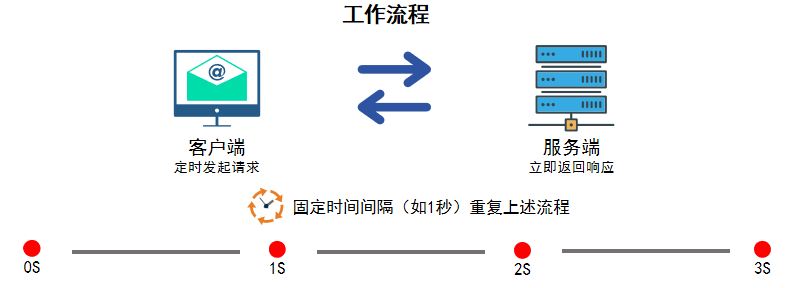 工作流程
@
客户端
定时发起请求
服务端
立即返回响应
固定时间间隔（如1秒）重复上述流程
0S
1S
2S
3S